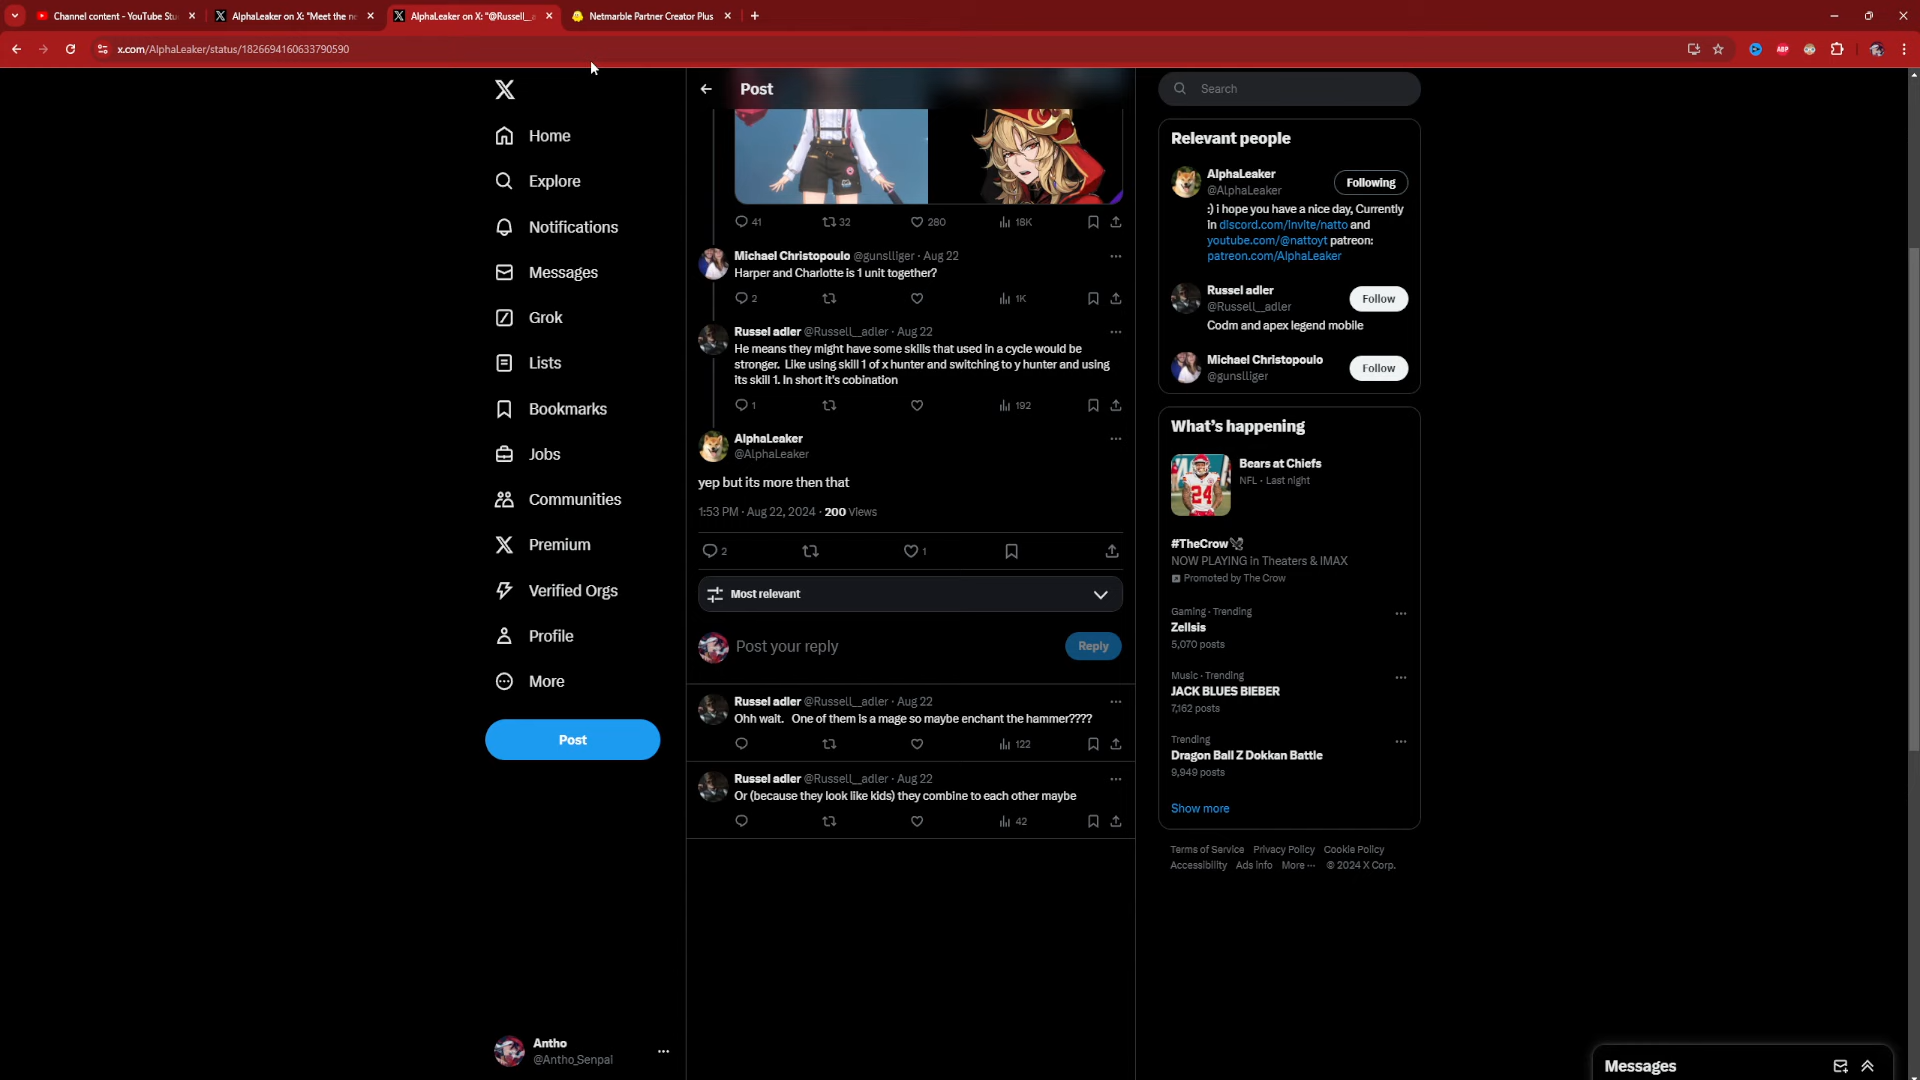 Channel content - YouTube Stu
AlphaLeaker on X: "Meet the ne
AlphaLeaker on X: "@Russell_a
Netmarble Partner Creator Plus
x.com/AlphaLeaker/status/1826694160633790590
ABP
Home
Explore
Notifications
Messages
Grok
Lists
Bookmarks
Jobs
Communities
Premium
Verified Orgs
Profile
More
Post
Antho
@Antho_Senpai
Post
41
32
280
18K
Michael Christopoulo @gunslliger · Aug 22
Harper and Charlotte is 1 unit together?
2
1K
Russel adler @Russell__adler · Aug 22
He means they might have some skills that used in a cycle would be
stronger. Like using skill 1 of x hunter and switching to y hunter and using
its skill 1. In short it's cobination
1
192
AlphaLeaker
@AlphaLeaker
yep but its more then that
1:53 PM · Aug 22, 2024 · 200 Views
2
1
Most relevant
Post your reply
Reply
Russel adler @Russell__adler · Aug 22
Ohh wait. One of them is a mage so maybe enchant the hammer????
122
Russel adler @Russell__adler · Aug 22
Or (because they look like kids) they combine to each other maybe
42
Search
Relevant people
AlphaLeaker
@AlphaLeaker
Following
:) i hope you have a nice day, Currently
in discord.com/invite/natto and
youtube.com/@nattoyt patreon:
patreon.com/AlphaLeaker
Russel adler
@Russell__adler
Follow
Codm and apex legend mobile
Michael Christopoulo
@gunslliger
Follow
What's happening
Bears at Chiefs
NFL · Last night
24
#TheCrow
NOW PLAYING in Theaters & IMAX
Promoted by The Crow
Gaming · Trending
Zellsis
5,070 posts
Music · Trending
JACK BLUES BIEBER
7,162 posts
Trending
Dragon Ball Z Dokkan Battle
9,949 posts
Show more
Terms of Service Privacy Policy Cookie Policy
Accessibility Ads info More ··· © 2024 X Corp.
Messages